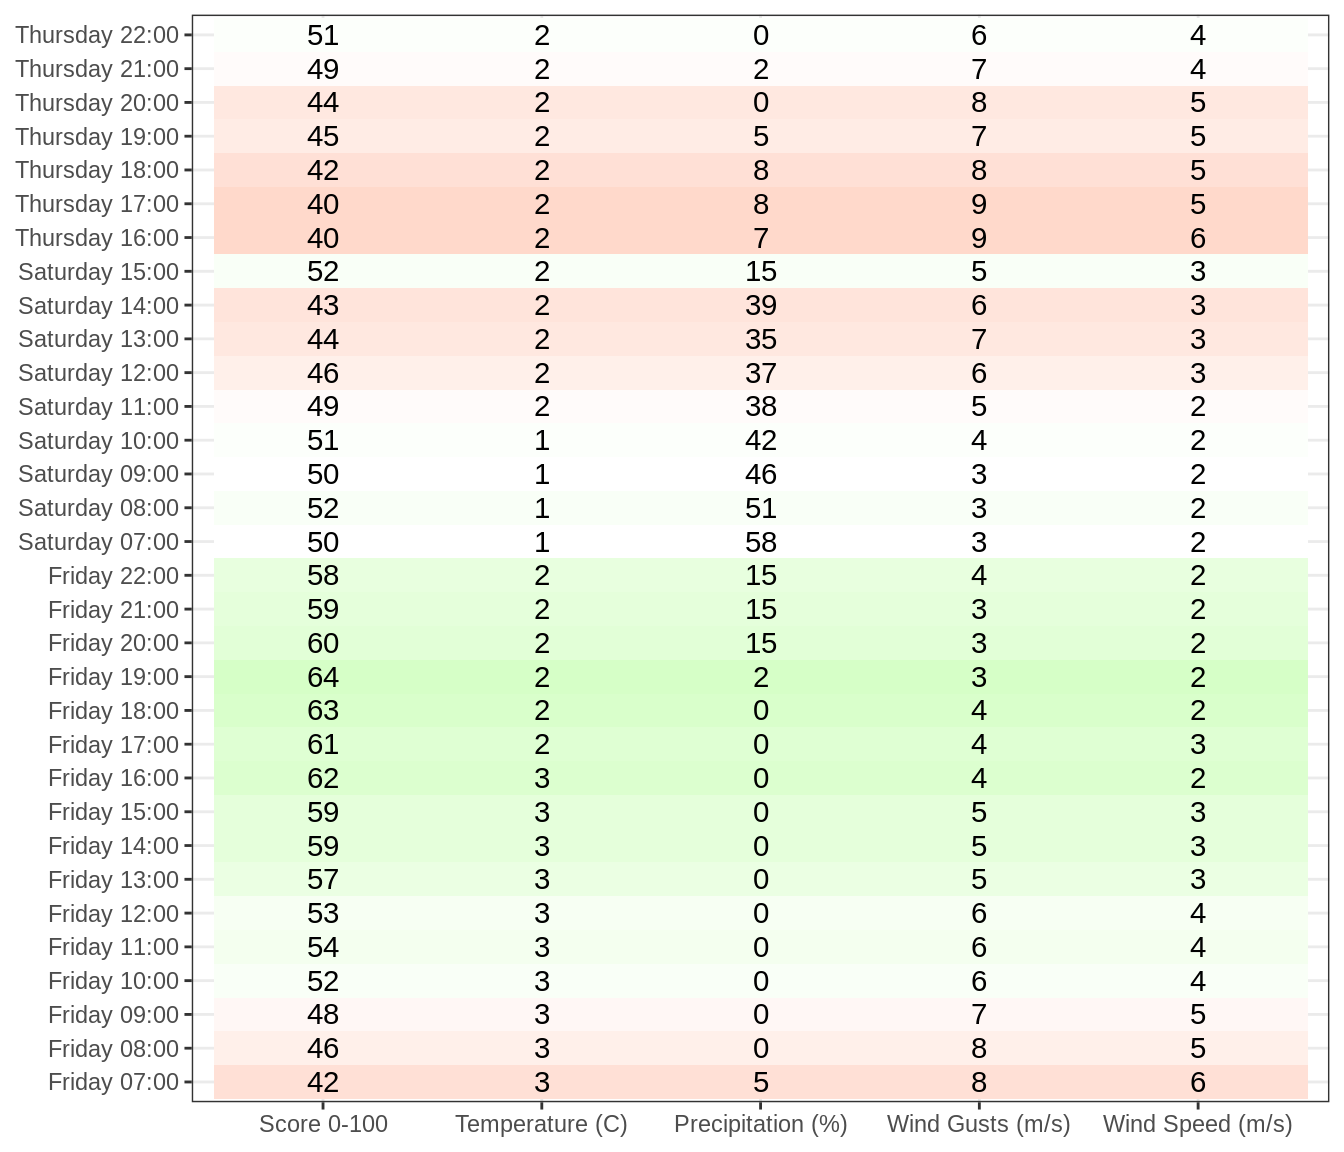 Thursday 22:00 51 2 0 6 4
Thursday 21:00 49 2 2 7 4
Thursday 20:00 44 2 0 8 5
Thursday 19:00 45 2 5 7 5
Thursday 18:00 42 2 8 8 5
Thursday 17:00 40 2 8 9 5
Thursday 16:00 40 2 7 9 6
Saturday 15:00 52 2 15 5 3
Saturday 14:00 43 2 39 6 3
Saturday 13:00 44 2 35 7 3
Saturday 12:00 46 2 37 6 3
Saturday 11:00 49 2 38 5 2
Saturday 10:00 51 1 42 4 2
Saturday 09:00 50 1 46 3 2
Saturday 08:00 52 1 51 3 2
Saturday 07:00 50 1 58 3 2
Friday 22:00 58 2 15 4 2
Friday 21:00 59 2 15 3 2
Friday 20:00 60 2 15 3 2
Friday 19:00 64 2 2 3 2
Friday 18:00 63 2 0 4 2
Friday 17:00 61 2 0 4 3
Friday 16:00 62 3 0 4 2
Friday 15:00 59 3 0 5 3
Friday 14:00 59 3 0 5 3
Friday 13:00 57 3 0 5 3
Friday 12:00 53 3 0 6 4
Friday 11:00 54 3 0 6 4
Friday 10:00 52 3 0 6 4
Friday 09:00 48 3 0 7 5
Friday 08:00 46 3 0 8 5
Friday 07:00 42 3 5 8 6
Score 0-100 Temperature (C) Precipitation (%) Wind Gusts (m/s) Wind Speed (m/s)